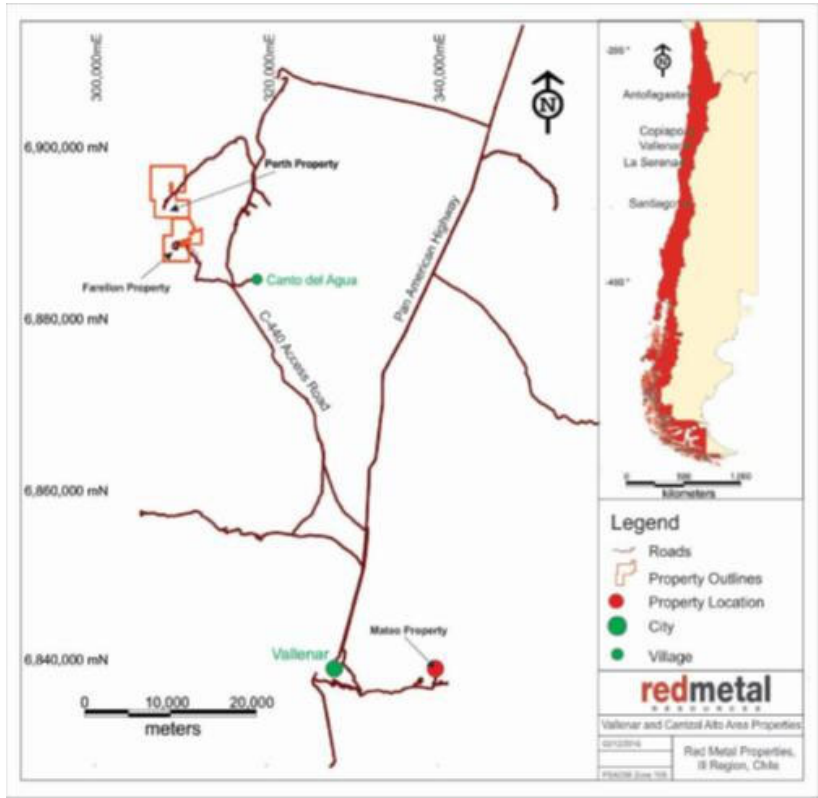 300,000mE
320,000mE
340,000mE
N
6,900,000 mN
Perth Property
Farellon Property
Canto del Agua
Pan American Highway
6,880,000 mN
C-440 Access Road
6,860,000 mN
Mateo Property
Vallenar
6,840,000 mN
0 10,000 20,000
meters
N
Antofagasta
Copiapo
Vallenar
La Serena
Santiago
0 500 1,000
kilometers
Legend
Roads
Property Outlines
Property Location
City
Village
redmetal
RESOURCES
Vallenar and Carrizal Alto Area Properties
Red Metal Properties,
III Region, Chile